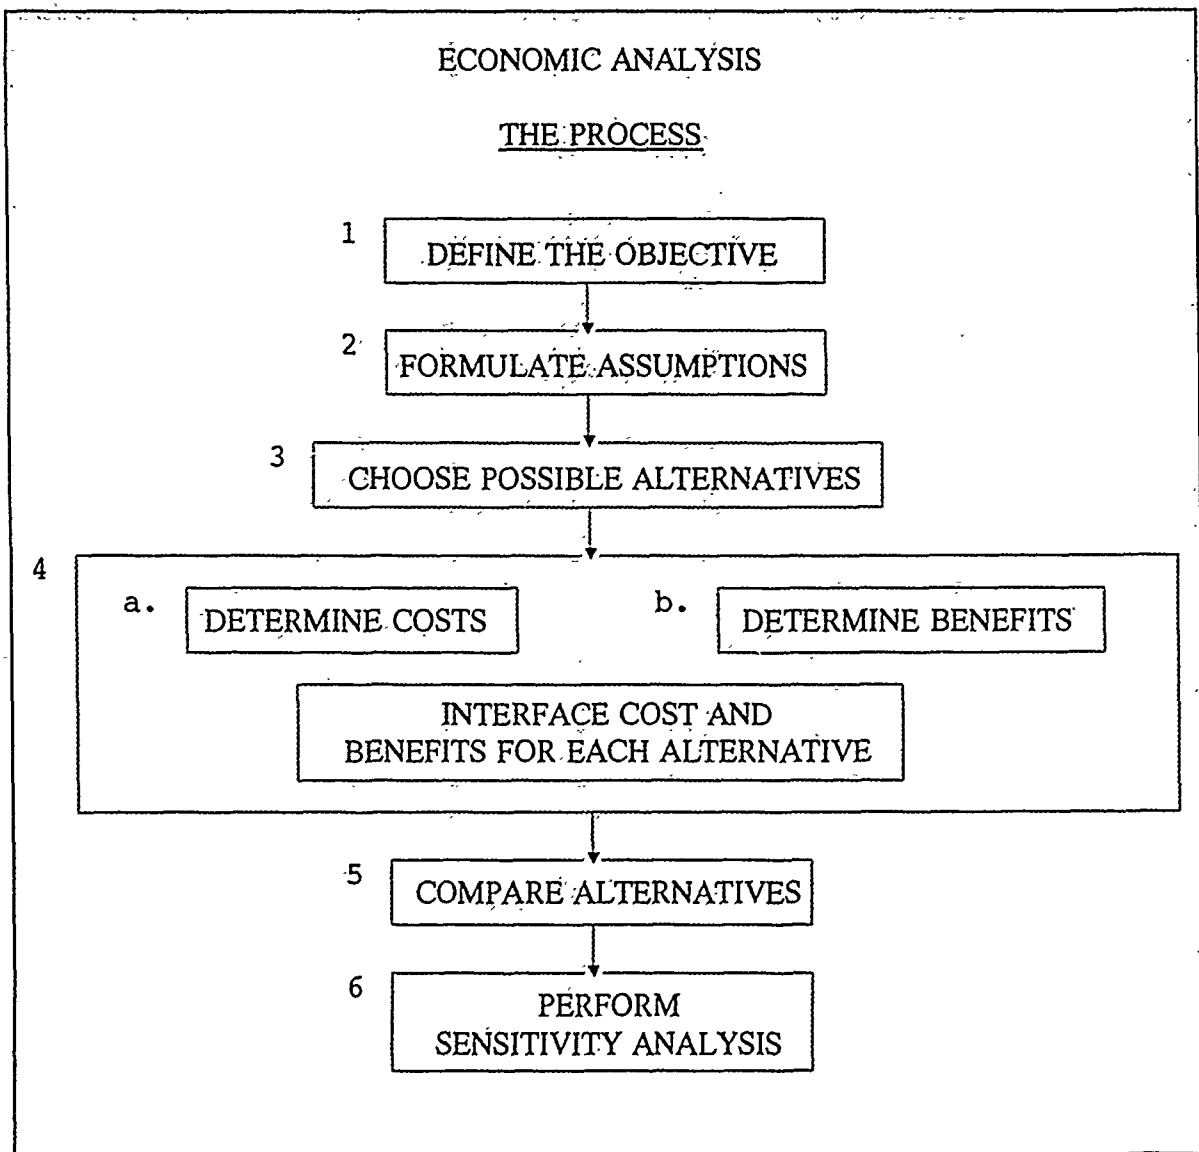 ECONOMIC ANALYSIS
THE PROCESS
1
DEFINE THE OBJECTIVE
2
FORMULATE ASSUMPTIONS
3
CHOOSE POSSIBLE ALTERNATIVES
4
a. DETERMINE COSTS
b. DETERMINE BENEFITS
INTERFACE COST AND
BENEFITS FOR EACH ALTERNATIVE
5
COMPARE ALTERNATIVES
6
PERFORM
SENSITIVITY ANALYSIS